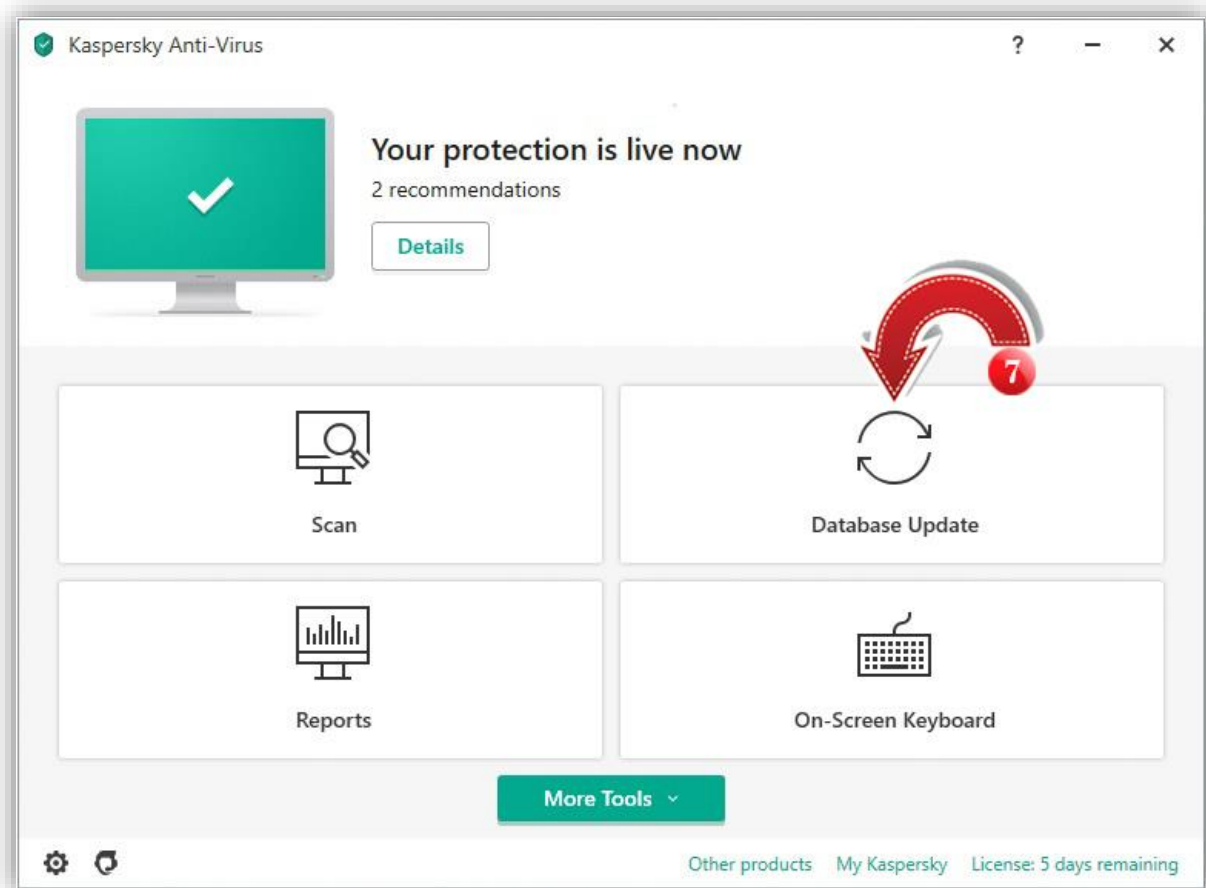 Kaspersky Anti-Virus
?
Your protection is live now
2 recommendations
Details
7
Scan
Database Update
Reports
On-Screen Keyboard
More Tools
Other products My Kaspersky License: 5 days remaining